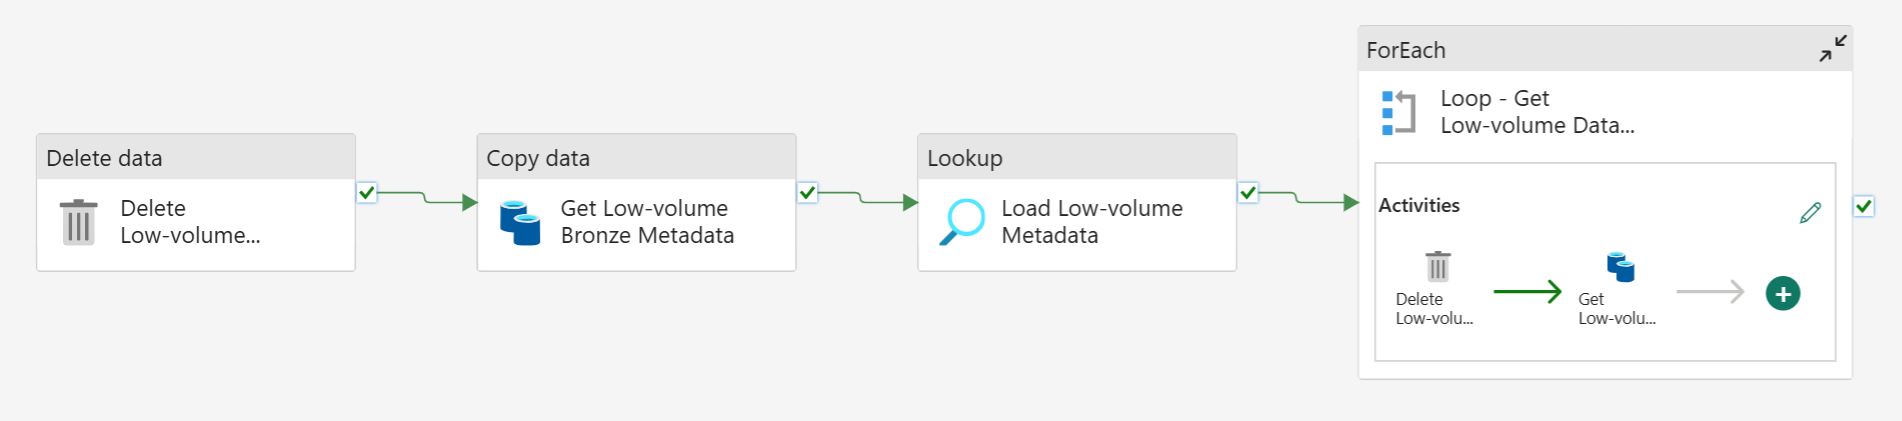 Delete data
Delete
Low-volume...
Copy data
Get Low-volume
Bronze Metadata
Lookup
Load Low-volume
Metadata
ForEach
Loop - Get
Low-volume Data...
Activities
Delete
Low-volu...
Get
Low-volu...